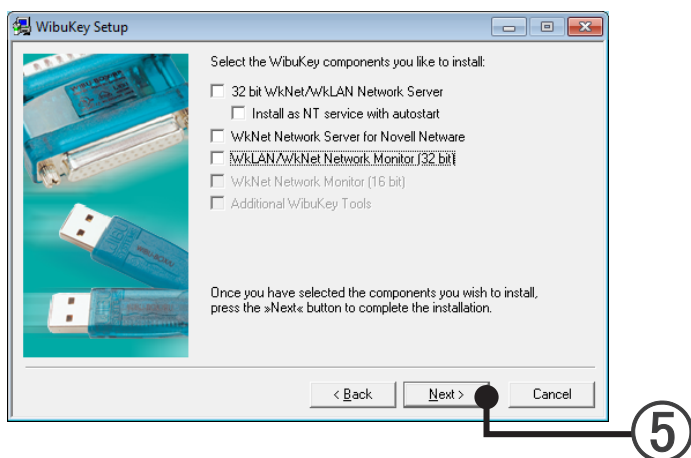 WibuKey Setup
Select the WibuKey components you like to install:
32 bit WkNet/WkLAN Network Server
Install as NT service with autostart
WkNet Network Server for Novell Netware
WkLAN/WkNet Network Monitor (32 bit)
WkNet Network Monitor (16 bit)
Additional WibuKey Tools
Once you have selected the components you wish to install,
press the »Next« button to complete the installation.
< Back Next > Cancel
5